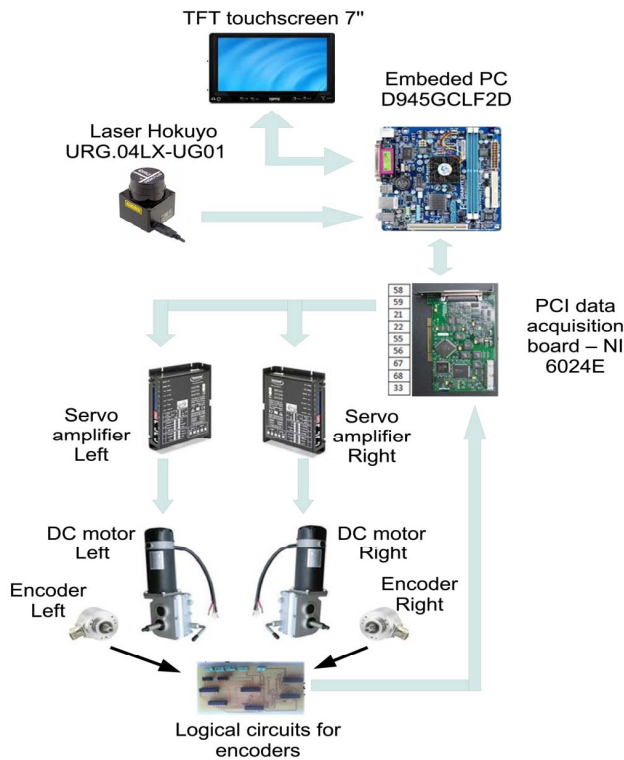 TFT touchscreen 7"
Embeded PC
D945GCLF2D
Laser Hokuyo
URG.04LX-UG01
58
59
21
22
55
56
67
68
33
PCI data
acquisition
board – NI
6024E
Servo
amplifier
Left
Servo
amplifier
Right
DC motor
Left
DC motor
Right
Encoder
Left
Encoder
Right
Logical circuits for
encoders